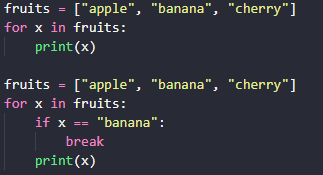 fruits = ["apple", "banana", "cherry"]
for x in fruits:
    print(x)

fruits = ["apple", "banana", "cherry"]
for x in fruits:
    if x == "banana":
        break
    print(x)